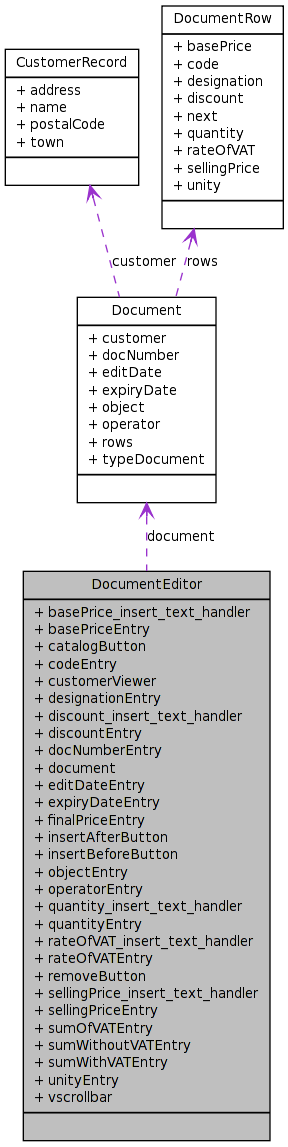 DocumentRow
+ basePrice
+ code
+ designation
+ discount
+ next
+ quantity
+ rateOfVAT
+ sellingPrice
+ unity
CustomerRecord
+ address
+ name
+ postalCode
+ town
customer
rows
Document
+ customer
+ docNumber
+ editDate
+ expiryDate
+ object
+ operator
+ rows
+ typeDocument
document
DocumentEditor
+ basePrice_insert_text_handler
+ basePriceEntry
+ catalogButton
+ codeEntry
+ customerViewer
+ designationEntry
+ discount_insert_text_handler
+ discountEntry
+ docNumberEntry
+ document
+ editDateEntry
+ expiryDateEntry
+ finalPriceEntry
+ insertAfterButton
+ insertBeforeButton
+ objectEntry
+ operatorEntry
+ quantity_insert_text_handler
+ quantityEntry
+ rateOfVAT_insert_text_handler
+ rateOfVATEntry
+ removeButton
+ sellingPrice_insert_text_handler
+ sellingPriceEntry
+ sumOfVATEntry
+ sumWithoutVATEntry
+ sumWithVATEntry
+ unityEntry
+ vscrollbar